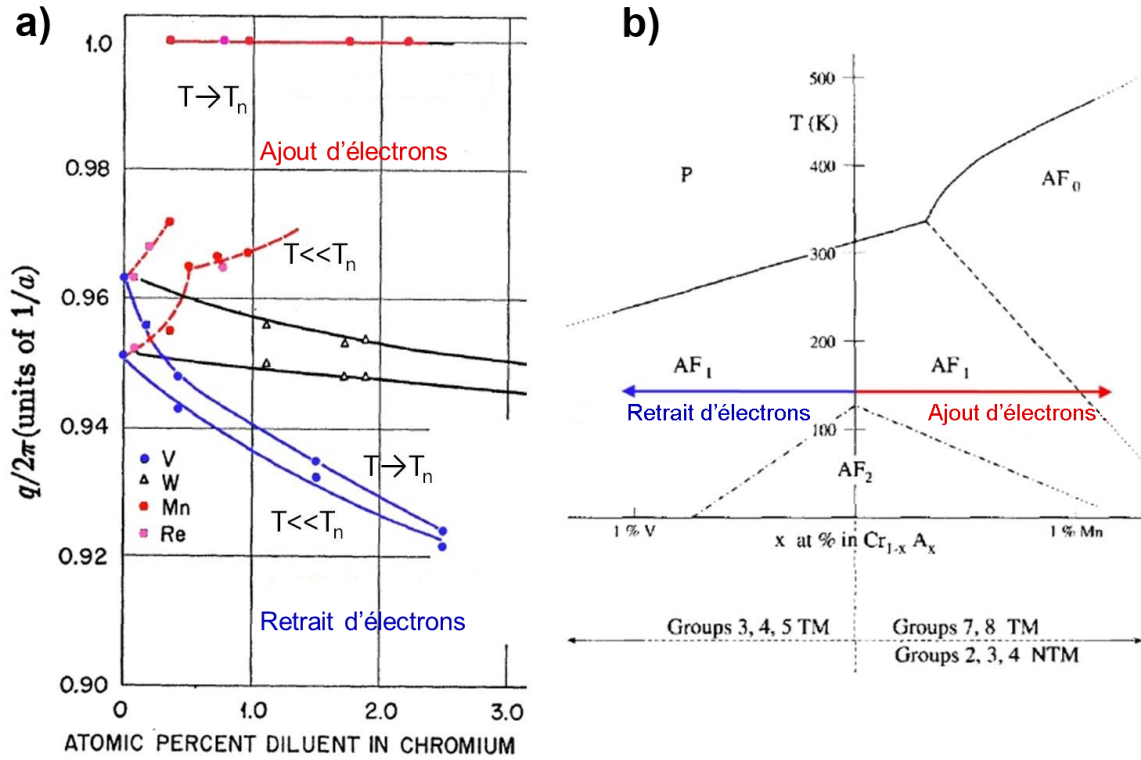 a)
1.0
T→Tn
Ajout d'électrons
0.98
T<<Tn
0.96
0.94
V
W
Mn
Re
T→Tn
T<<Tn
0.92
Retrait d'électrons
0.90
0
1.0
2.0
3.0
q/2π(units of 1/a)
ATOMIC PERCENT DILUENT IN CHROMIUM
b)
500
T (K)
400
P
AF0
300
200
AF1
AF1
Retrait d'électrons
Ajout d'électrons
100
AF2
1 % V
1 % Mn
x at % in Cr1-x Ax
Groups 3, 4, 5 TM
Groups 7, 8 TM
Groups 2, 3, 4 NTM